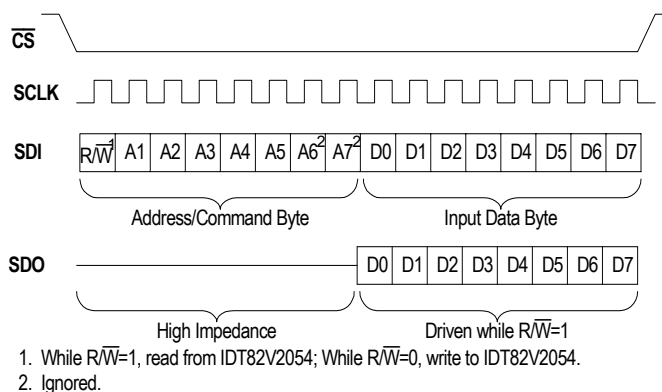 CS
SCLK
SDI R/W1 A1 A2 A3 A4 A5 A62 A72 D0 D1 D2 D3 D4 D5 D6 D7
Address/Command Byte Input Data Byte
SDO D0 D1 D2 D3 D4 D5 D6 D7
High Impedance Driven while R/W=1
1. While R/W=1, read from IDT82V2054; While R/W=0, write to IDT82V2054.
2. Ignored.